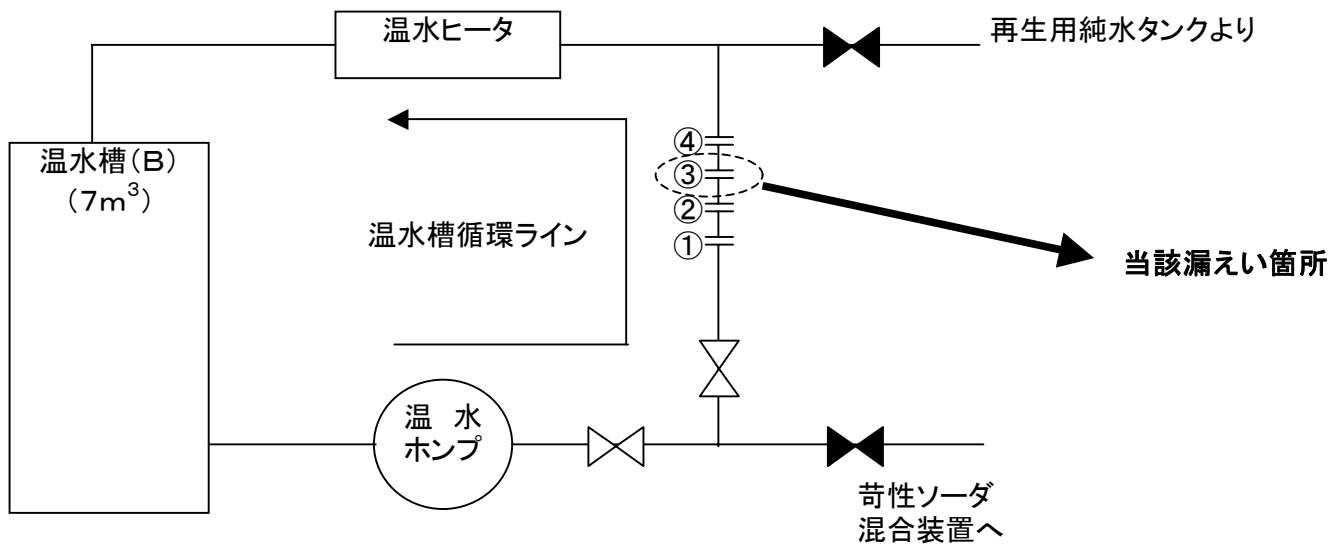 温水ヒータ
再生用純水タンクより
④
温水槽(B)
(7m³)
③
②
温水槽循環ライン
①
当該漏えい箇所
温 水
ホンプ
苛性ソーダ
混合装置へ